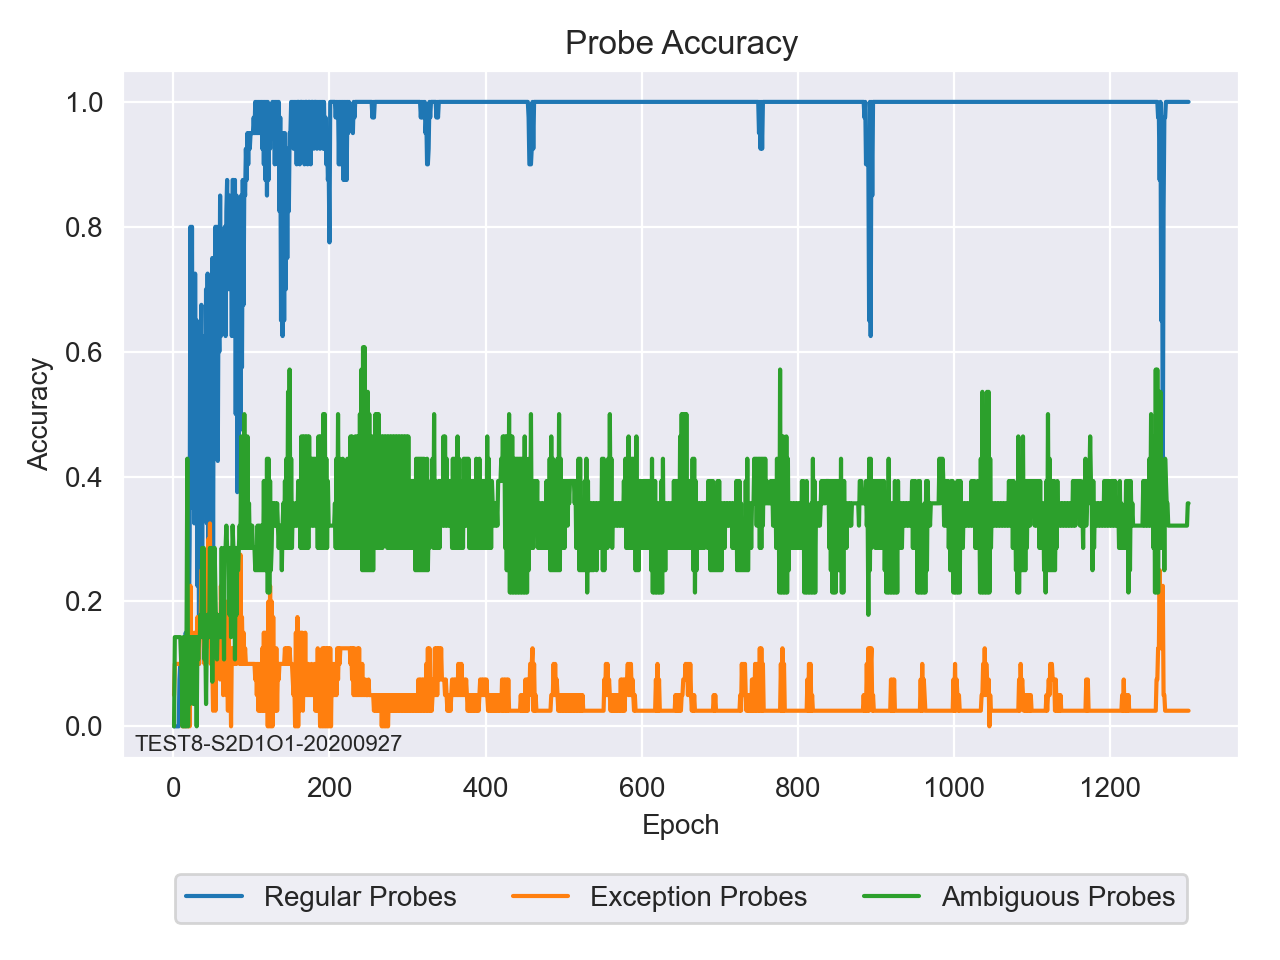 Probe Accuracy
1.0
0.8
0.6
0.4
0.2
0.0
Accuracy
TEST8-S2D1O1-20200927
0 200 400 600 800 1000 1200
Epoch
Regular Probes Exception Probes Ambiguous Probes